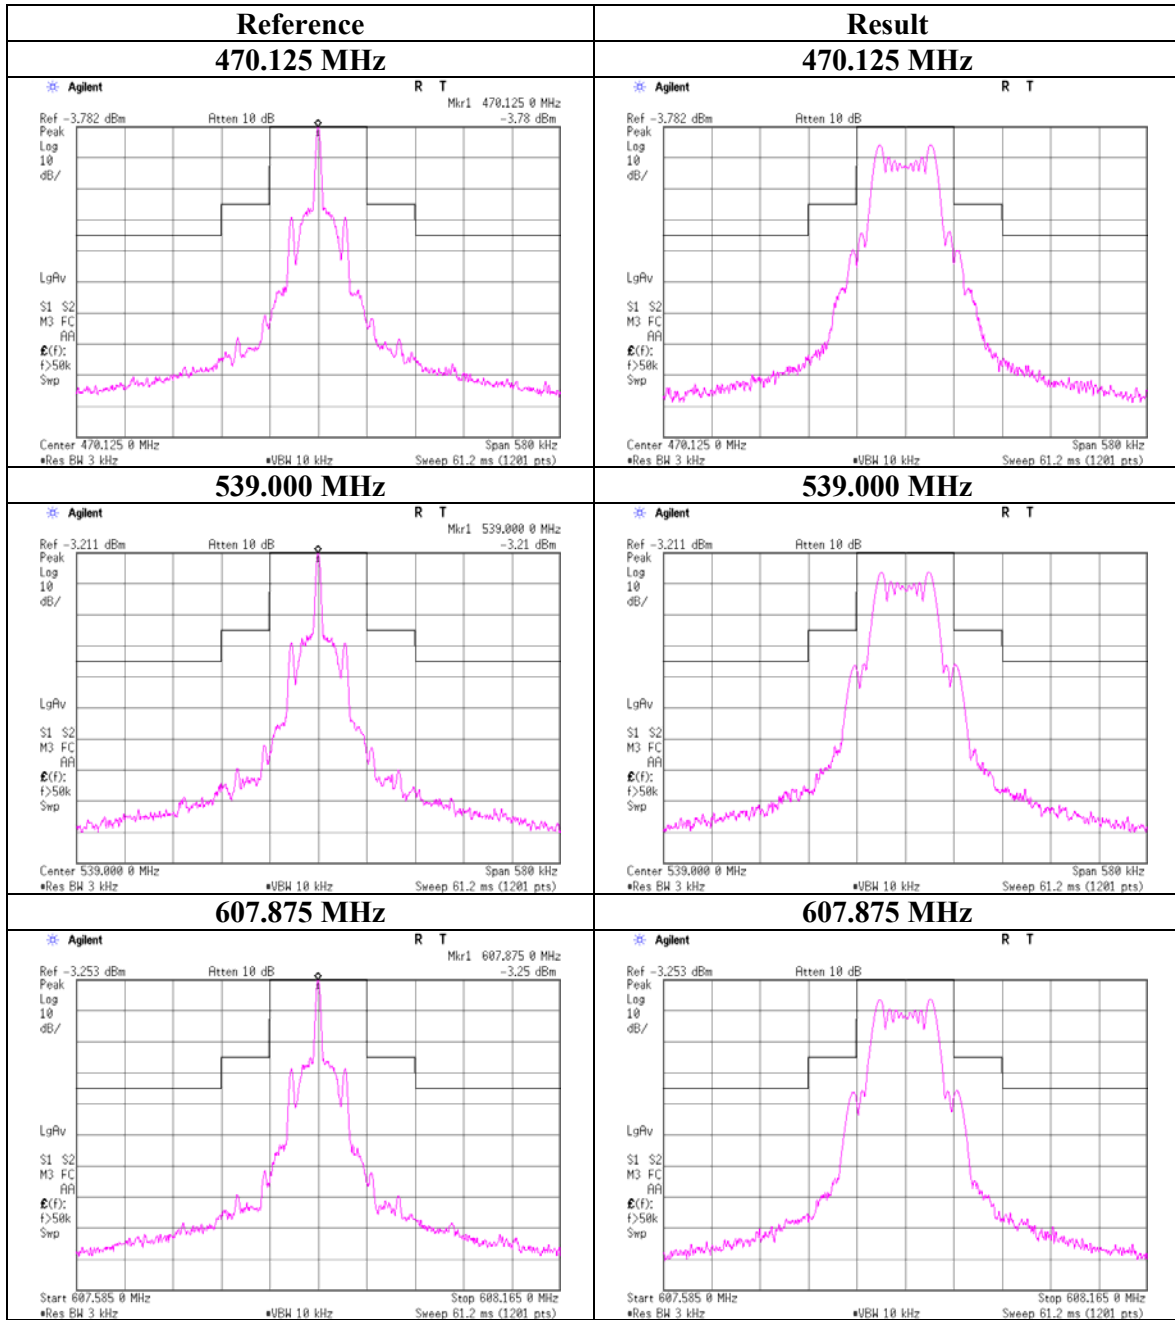 Reference Result
470.125 MHz 470.125 MHz
Agilent R T
Mkr1 470.125 0 MHz
Ref -3.782 dBm Atten 10 dB -3.78 dBm
Peak
Log
10
dB/
LgAv
S1 S2
M3 FC
AA
£(f):
f>50k
Swp
Center 470.125 0 MHz Span 580 kHz
*Res BW 3 kHz *VBW 10 kHz Sweep 61.2 ms (1201 pts)
Agilent R T
Ref -3.782 dBm Atten 10 dB
Peak
Log
10
dB/
LgAv
S1 S2
M3 FC
AA
£(f):
f>50k
Swp
Center 470.125 0 MHz Span 580 kHz
*Res BW 3 kHz *VBW 10 kHz Sweep 61.2 ms (1201 pts)
539.000 MHz 539.000 MHz
Agilent R T
Mkr1 539.000 0 MHz
Ref -3.211 dBm Atten 10 dB -3.21 dBm
Peak
Log
10
dB/
LgAv
S1 S2
M3 FC
AA
£(f):
f>50k
Swp
Center 539.000 0 MHz Span 580 kHz
*Res BW 3 kHz *VBW 10 kHz Sweep 61.2 ms (1201 pts)
Agilent R T
Ref -3.211 dBm Atten 10 dB
Peak
Log
10
dB/
LgAv
S1 S2
M3 FC
AA
£(f):
f>50k
Swp
Center 539.000 0 MHz Span 580 kHz
*Res BW 3 kHz *VBW 10 kHz Sweep 61.2 ms (1201 pts)
607.875 MHz 607.875 MHz
Agilent R T
Mkr1 607.875 0 MHz
Ref -3.253 dBm Atten 10 dB -3.25 dBm
Peak
Log
10
dB/
LgAv
S1 S2
M3 FC
AA
£(f):
f>50k
Swp
Start 607.585 0 MHz Stop 608.165 0 MHz
*Res BW 3 kHz *VBW 10 kHz Sweep 61.2 ms (1201 pts)
Agilent R T
Ref -3.253 dBm Atten 10 dB
Peak
Log
10
dB/
LgAv
S1 S2
M3 FC
AA
£(f):
f>50k
Swp
Start 607.585 0 MHz Stop 608.165 0 MHz
*Res BW 3 kHz *VBW 10 kHz Sweep 61.2 ms (1201 pts)